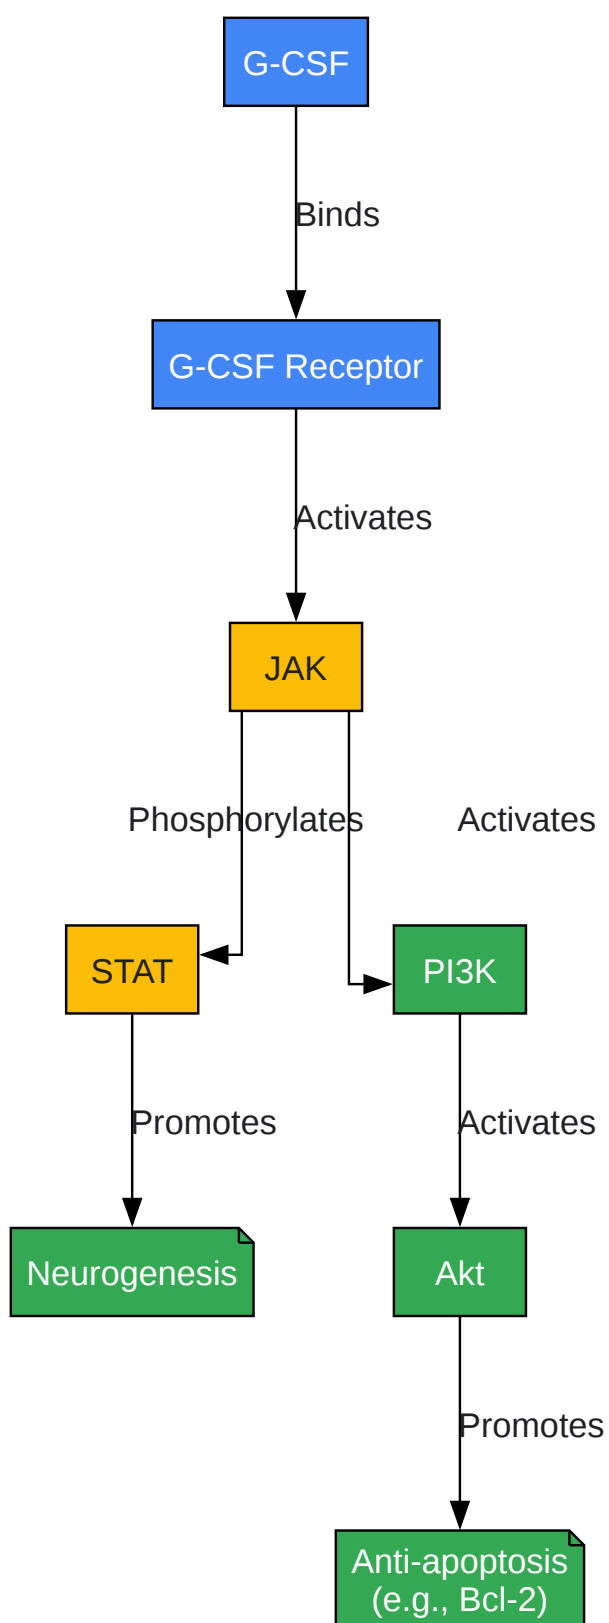 G-CSF
Binds
G-CSF Receptor
Activates
JAK
Phosphorylates
Activates
STAT
PI3K
Promotes
Activates
Neurogenesis
Akt
Promotes
Anti-apoptosis
(e.g., Bcl-2)